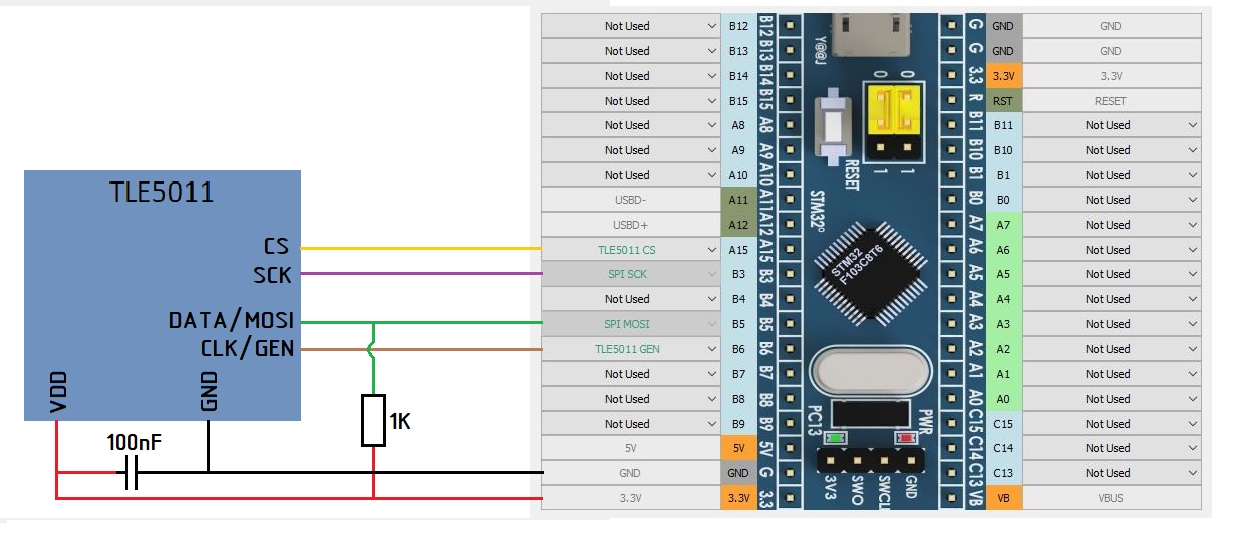 TLE5011
CS
SCK
DATA/MOSI
CLK/GEN
VDD
GND
100nF
1K
Not Used B12 B12
Not Used B13 B13
Not Used B14 B14
Not Used B15 B15
Not Used A8 A8
Not Used A9 A9
Not Used A10 A10
USBD- A11 A11
USBD+ A12 A12
TLE5011 CS A15 A15
SPI SCK B3 B3
Not Used B4 B4
SPI MOSI B5 B5
TLE5011 GEN B6 B6
Not Used B7 B7
Not Used B8 B8
Not Used B9 B9
5V 5V 5V
GND GND G
3.3V 3.3V 3.3
Y@@J
0 0
1 1
RESET
STM32°
STM32
F103C8T6
PC13
PWR
3V3 SWO SWCL GND
G GND GND
G GND GND
3.3 3.3V 3.3V
R RST RESET
B11 B11 Not Used
B10 B10 Not Used
B1 B1 Not Used
B0 B0 Not Used
A7 A7 Not Used
A6 A6 Not Used
A5 A5 Not Used
A4 A4 Not Used
A3 A3 Not Used
A2 A2 Not Used
A1 A1 Not Used
A0 A0 Not Used
C15 C15 Not Used
C14 C14 Not Used
C13 C13 Not Used
VB VB VBUS